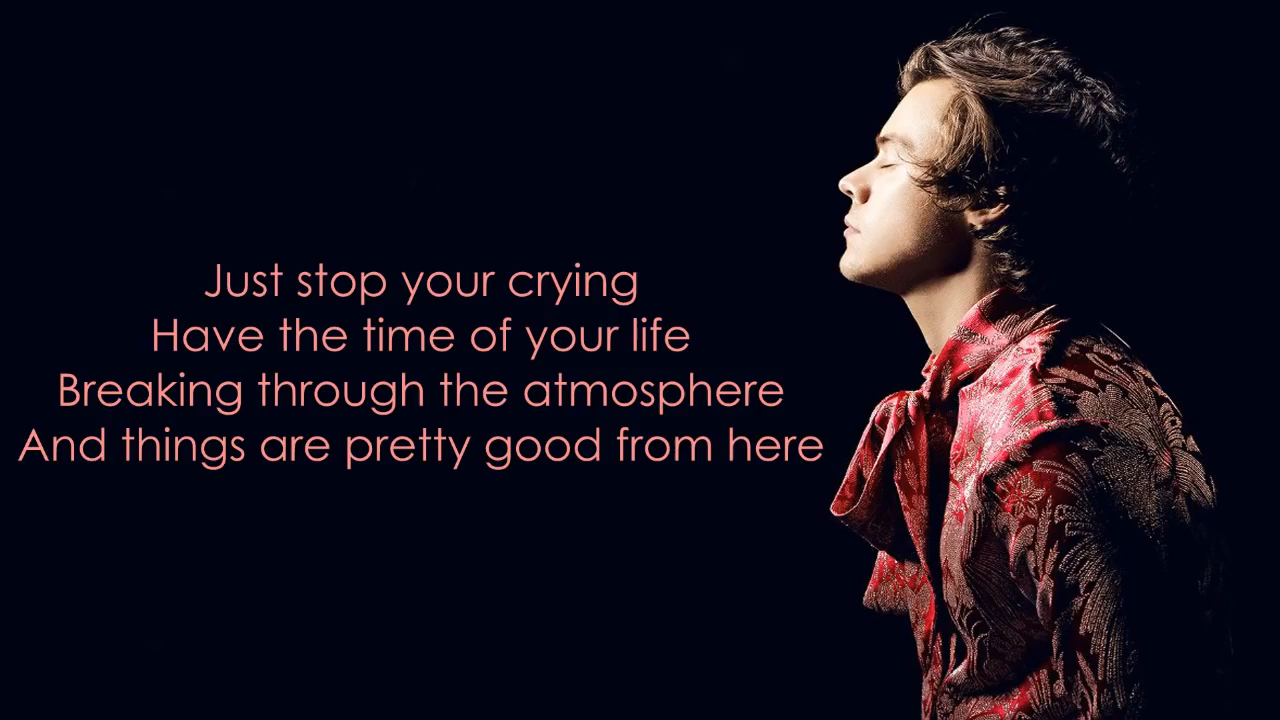 Just stop your crying
Have the time of your life
Breaking through the atmosphere
And things are pretty good from here